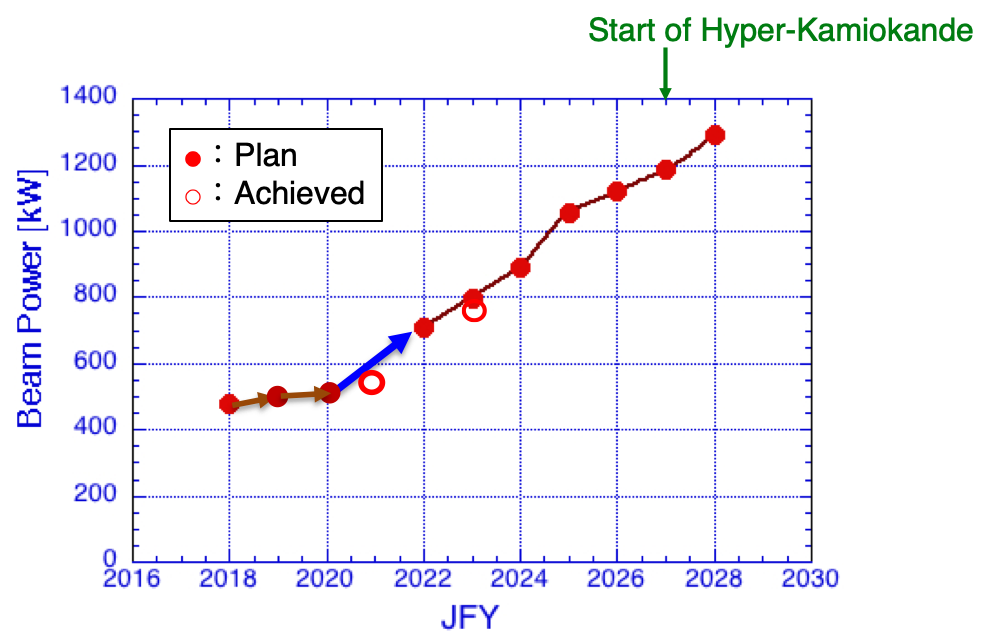 Start of Hyper-Kamiokande
1400
1200
1000
800
600
400
200
0
Beam Power [kW]
● : Plan
○ : Achieved
2016 2018 2020 2022 2024 2026 2028 2030
JFY